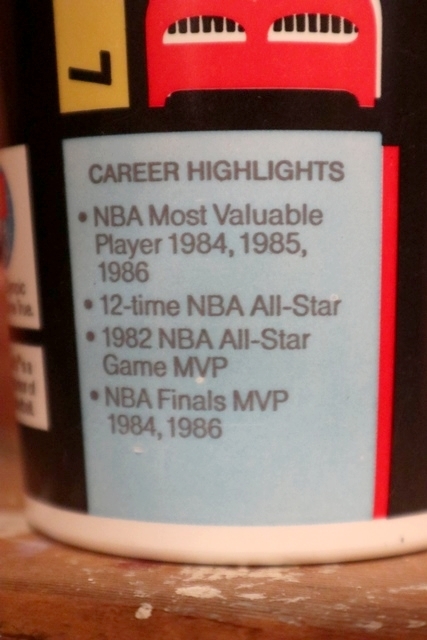 L
CAREER HIGHLIGHTS
• NBA Most Valuable
Player 1984, 1985,
1986
• 12-time NBA All-Star
• 1982 NBA All-Star
Game MVP
• NBA Finals MVP
1984, 1986